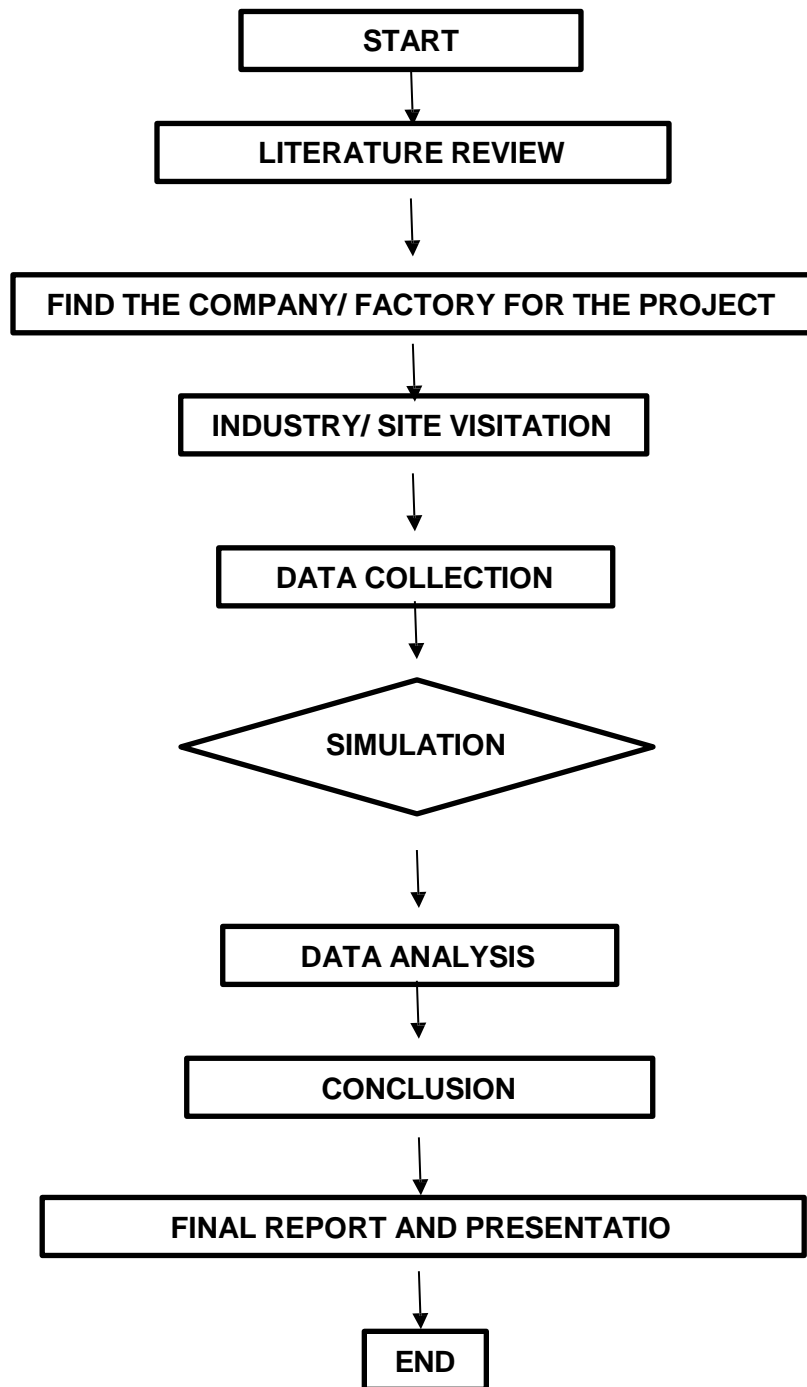 START
LITERATURE REVIEW
FIND THE COMPANY/ FACTORY FOR THE PROJECT
INDUSTRY/ SITE VISITATION
DATA COLLECTION
SIMULATION
DATA ANALYSIS
CONCLUSION
FINAL REPORT AND PRESENTATIO
END